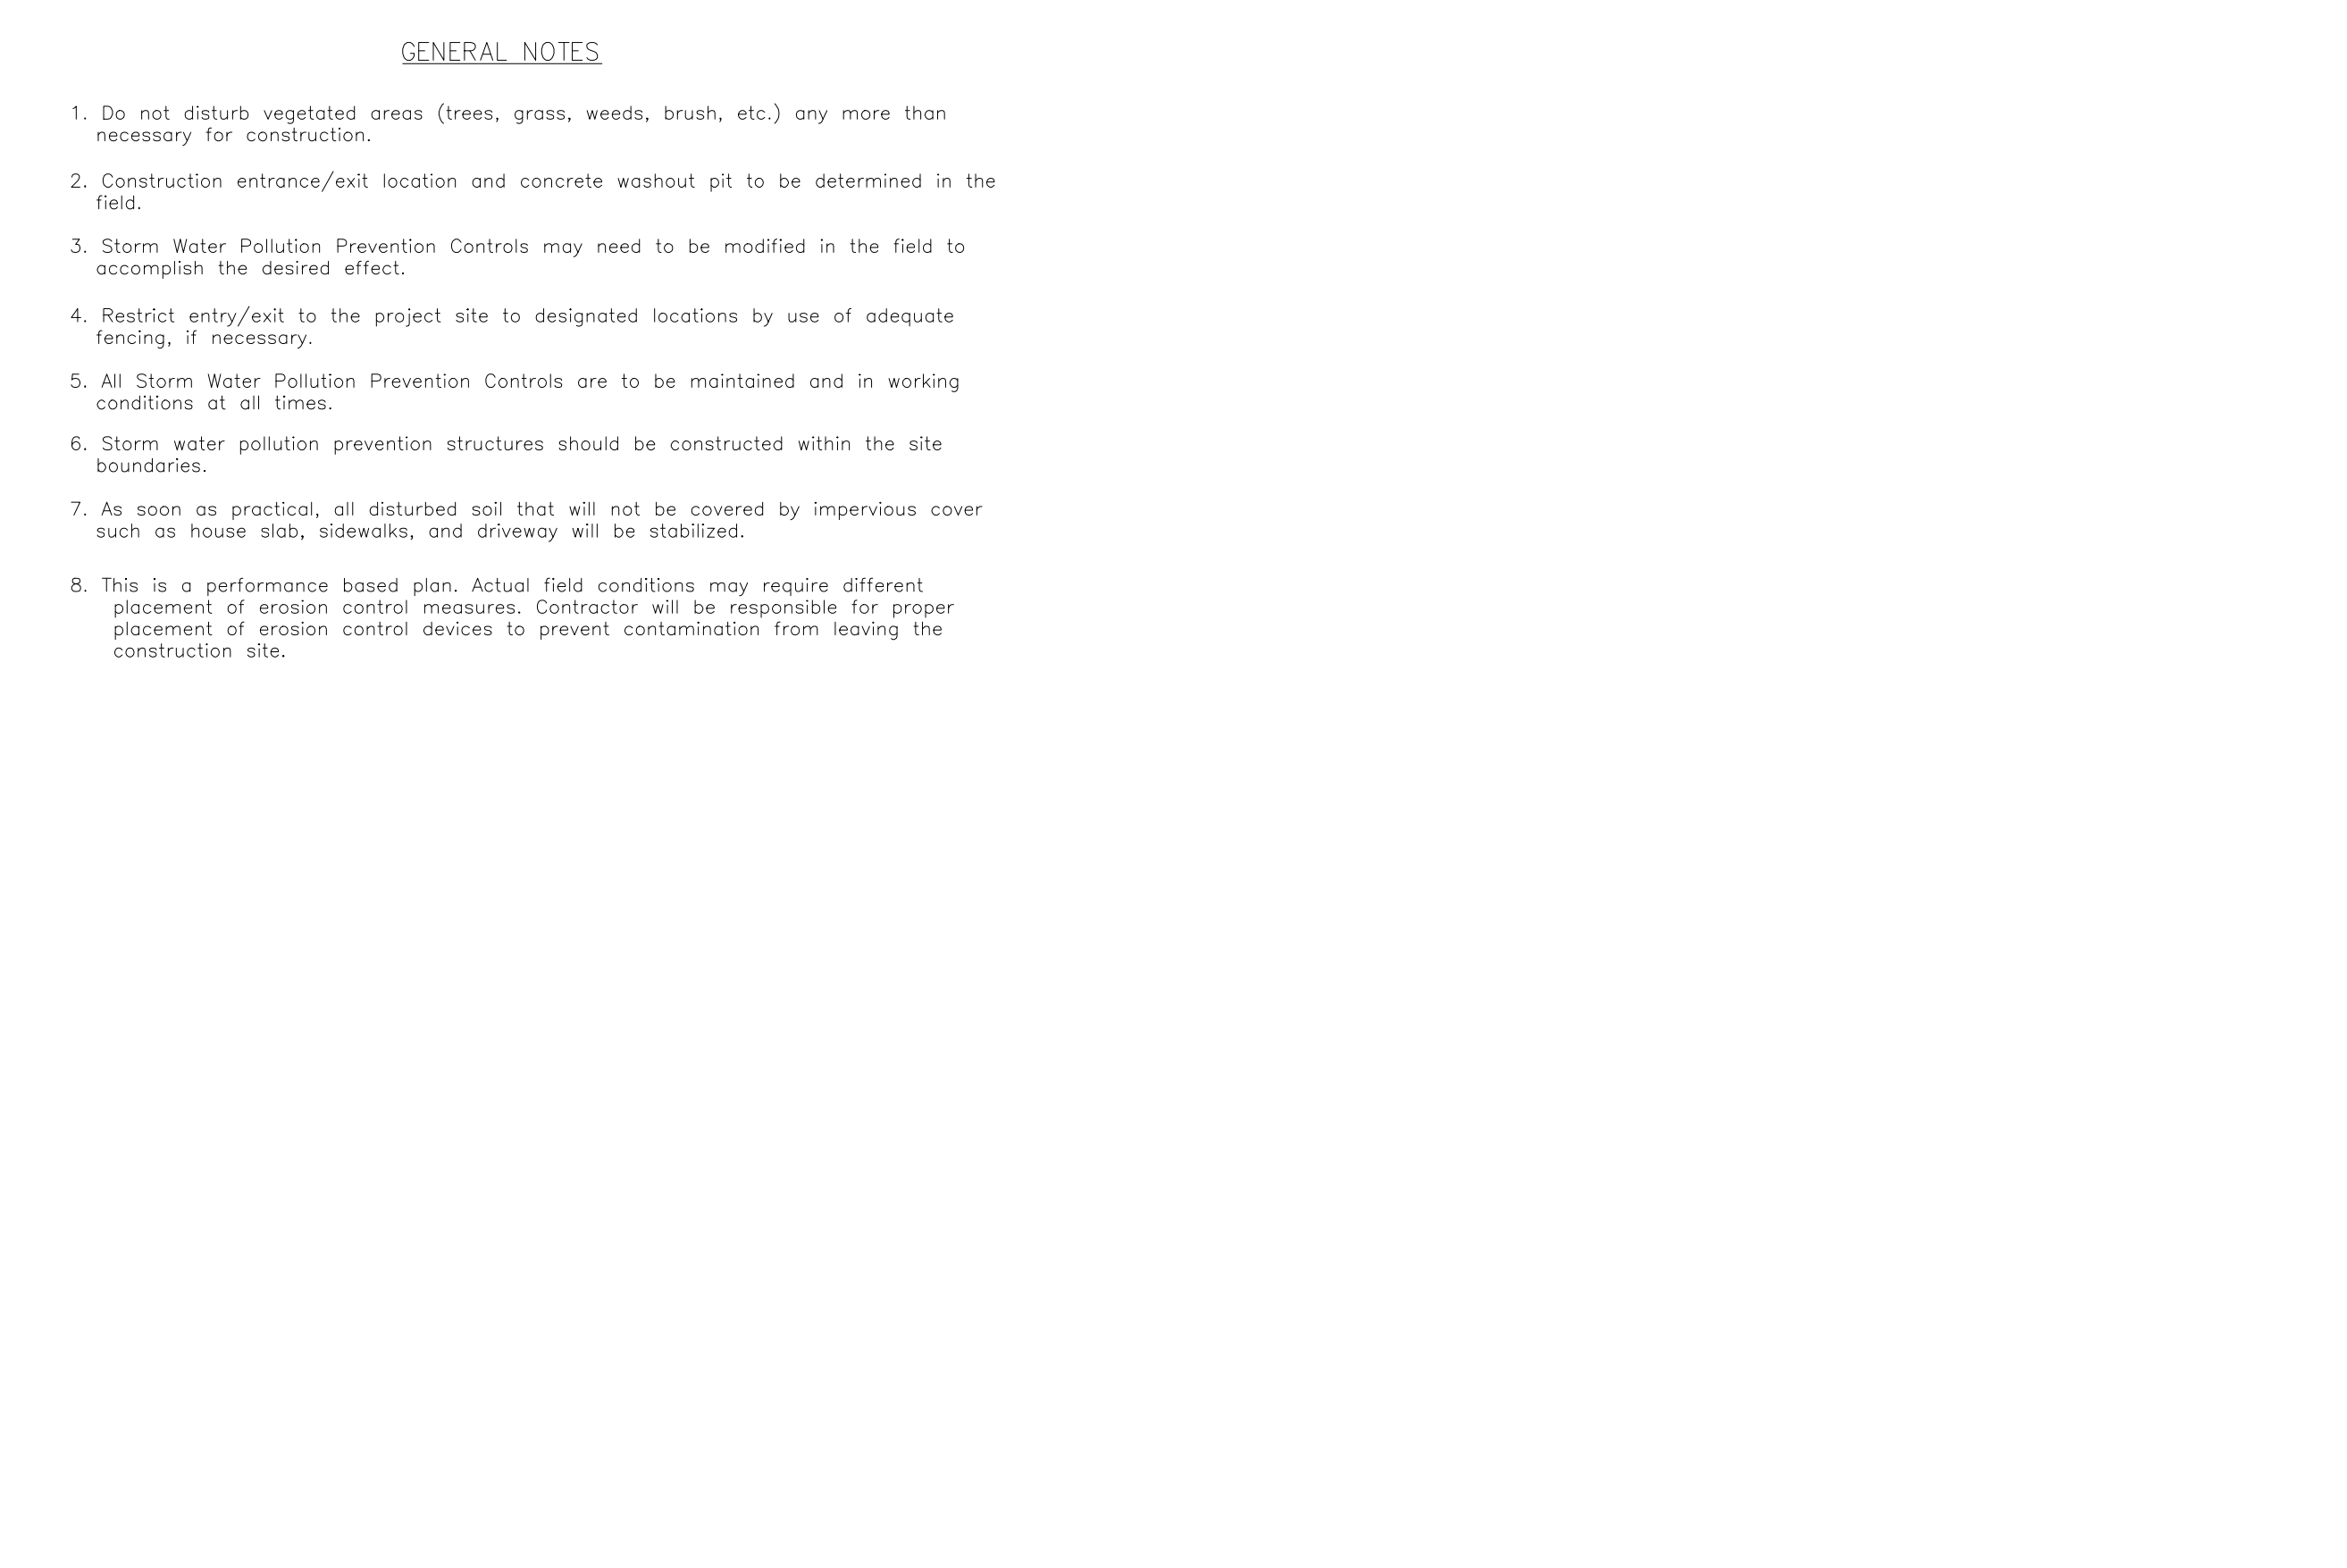 GENERAL NOTES
1. Do not disturb vegetated areas (trees, grass, weeds, brush, etc.) any more than
necessary for construction.
2. Construction entrance/exit location and concrete washout pit to be determined in the
field.
3. Storm Water Pollution Prevention Controls may need to be modified in the field to
accomplish the desired effect.
4. Restrict entry/exit to the project site to designated locations by use of adequate
fencing, if necessary.
5. All Storm Water Pollution Prevention Controls are to be maintained and in working
conditions at all times.
6. Storm water pollution prevention structures should be constructed within the site
boundaries.
7. As soon as practical, all disturbed soil that will not be covered by impervious cover
such as house slab, sidewalks, and driveway will be stabilized.
8. This is a performance based plan. Actual field conditions may require different
placement of erosion control measures. Contractor will be responsible for proper
placement of erosion control devices to prevent contamination from leaving the
construction site.